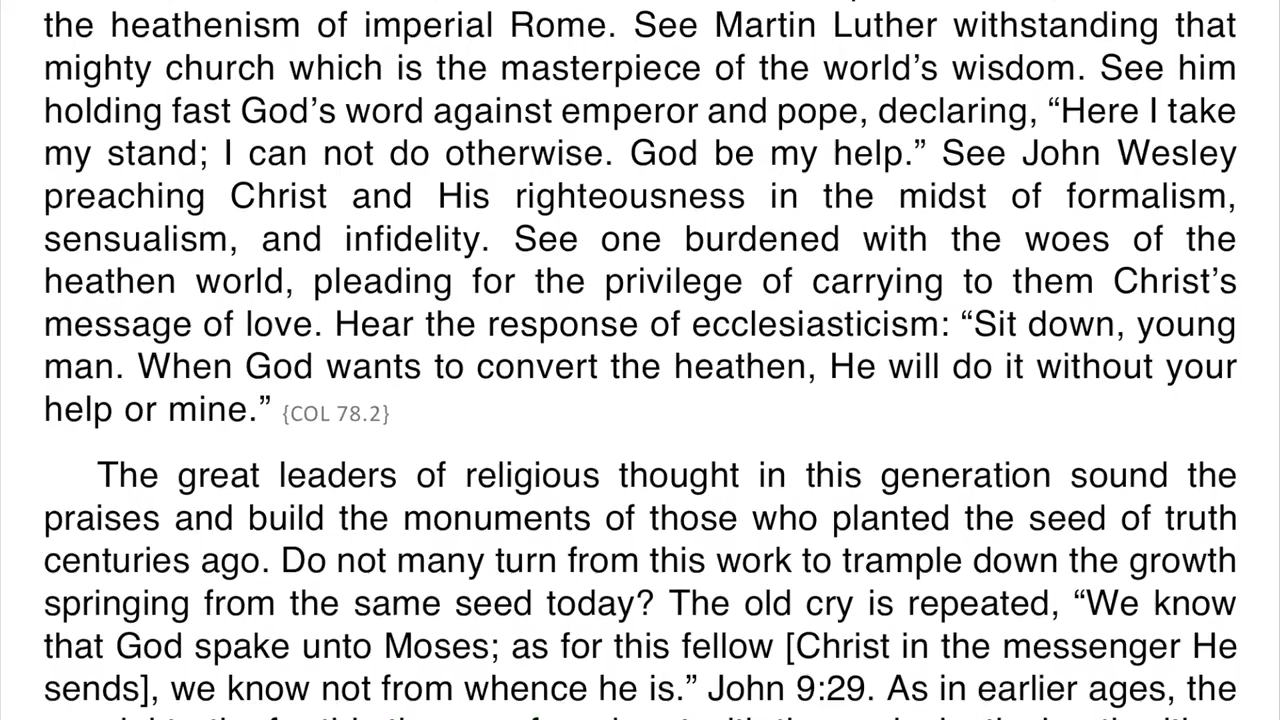 the heathenism of imperial Rome. See Martin Luther withstanding that
mighty church which is the masterpiece of the world’s wisdom. See him
holding fast God’s word against emperor and pope, declaring, “Here I take
my stand; I can not do otherwise. God be my help.” See John Wesley
preaching Christ and His righteousness in the midst of formalism,
sensualism, and infidelity. See one burdened with the woes of the
heathen world, pleading for the privilege of carrying to them Christ’s
message of love. Hear the response of ecclesiasticism: “Sit down, young
man. When God wants to convert the heathen, He will do it without your
help or mine.” {COL 78.2}
The great leaders of religious thought in this generation sound the
praises and build the monuments of those who planted the seed of truth
centuries ago. Do not many turn from this work to trample down the growth
springing from the same seed today? The old cry is repeated, “We know
that God spake unto Moses; as for this fellow [Christ in the messenger He
sends], we know not from whence he is.” John 9:29. As in earlier ages, the